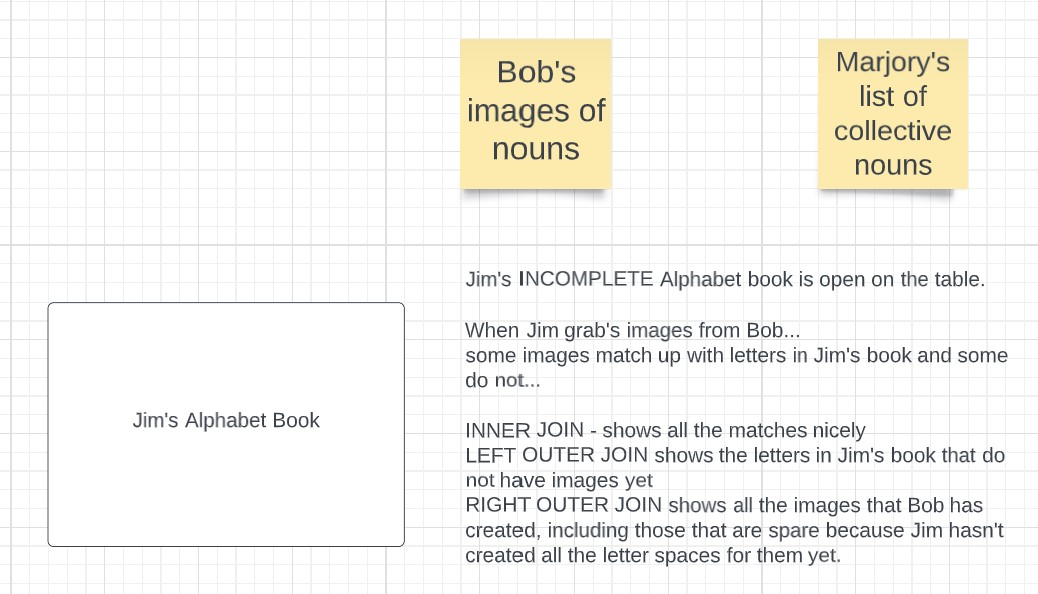 Bob's
images of
nouns
Marjory's
list of
collective
nouns
Jim's INCOMPLETE Alphabet book is open on the table.
When Jim grab's images from Bob...
some images match up with letters in Jim's book and some
do not...
Jim's Alphabet Book
INNER JOIN - shows all the matches nicely
LEFT OUTER JOIN shows the letters in Jim's book that do
not have images yet
RIGHT OUTER JOIN shows all the images that Bob has
created, including those that are spare because Jim hasn't
created all the letter spaces for them yet.